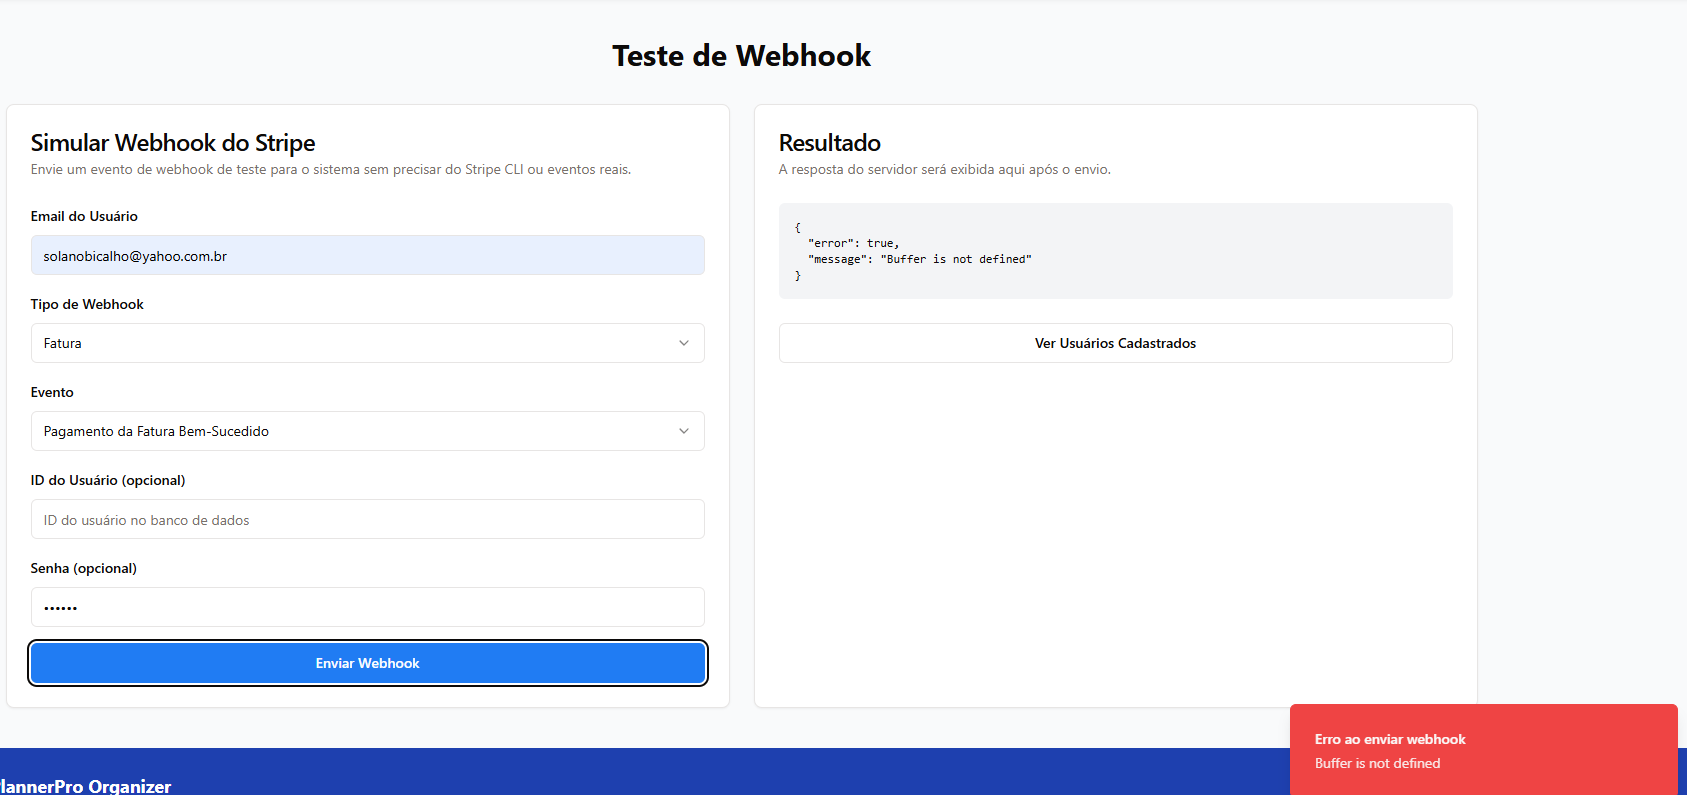 Teste de Webhook
Simular Webhook do Stripe
Envie um evento de webhook de teste para o sistema sem precisar do Stripe CLI ou eventos reais.
Email do Usuário
solanobicalho@yahoo.com.br
Tipo de Webhook
Fatura
Evento
Pagamento da Fatura Bem-Sucedido
ID do Usuário (opcional)
ID do usuário no banco de dados
Senha (opcional)
••••••
Enviar Webhook
Resultado
A resposta do servidor será exibida aqui após o envio.
{
"error": true,
"message": "Buffer is not defined"
}
Ver Usuários Cadastrados
Erro ao enviar webhook
Buffer is not defined
lannerPro Organizer